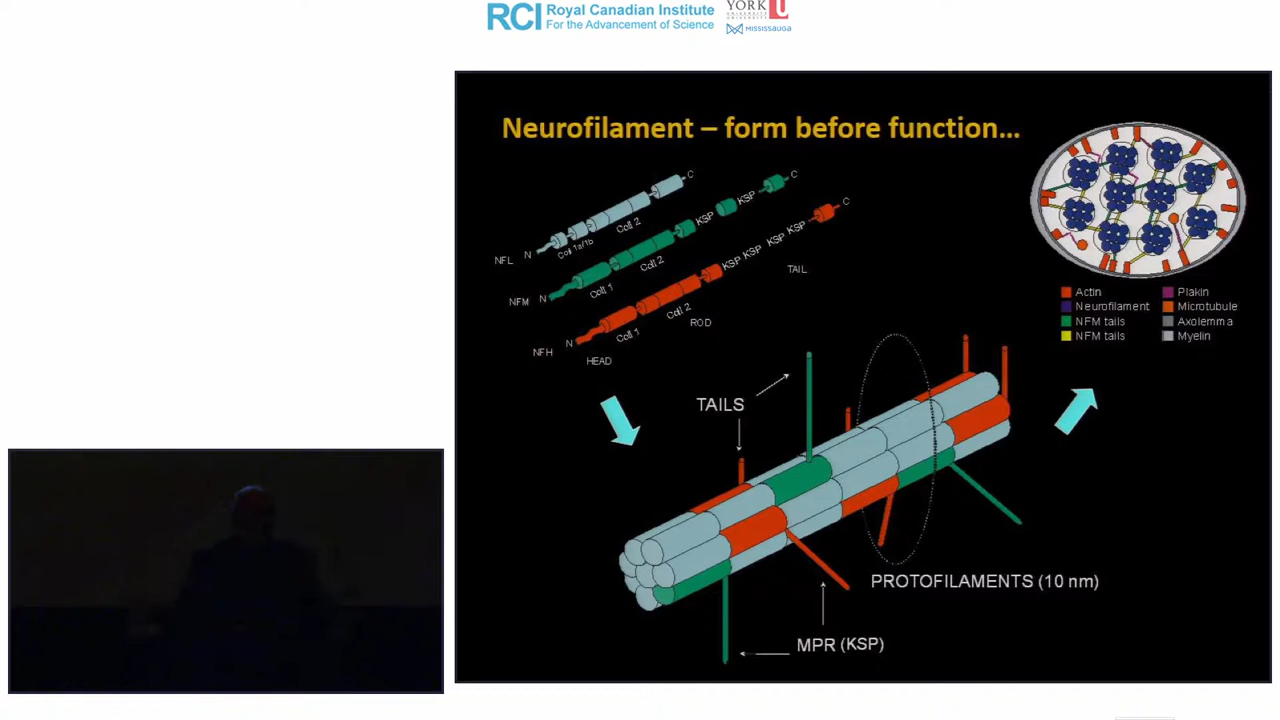 RCI Royal Canadian Institute
For the Advancement of Science
YORK U
UNIVERSITÉ
UNIVERSITY
MISSISSAUGA
Neurofilament – form before function...
C
Coil 2
Coil 1a/1b
N
NFL
C
KSP
KSP
Coil 2
Coil 1
N
NFM
C
KSP KSP KSP KSP
TAIL
Coil 2
ROD
Coil 1
N
NFH
HEAD
Actin
Neurofilament
NFM tails
NFM tails
Plakin
Microtubule
Axolemma
Myelin
TAILS
PROTOFILAMENTS (10 nm)
MPR (KSP)